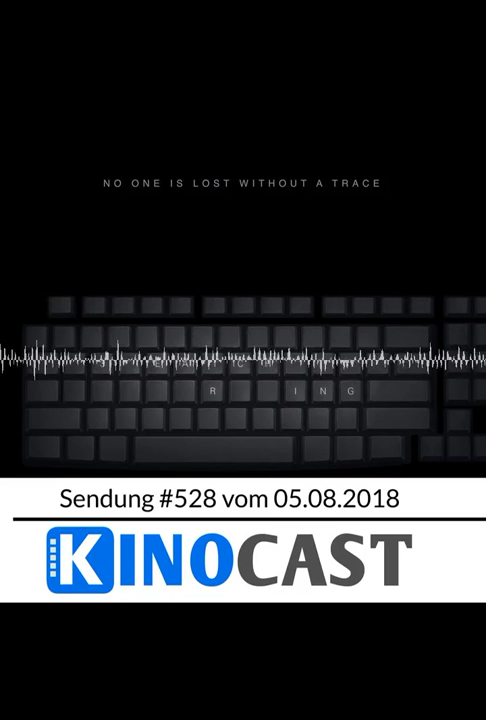 NO ONE IS LOST WITHOUT A TRACE
R I N G
Sendung #528 vom 05.08.2018
KINOCAST